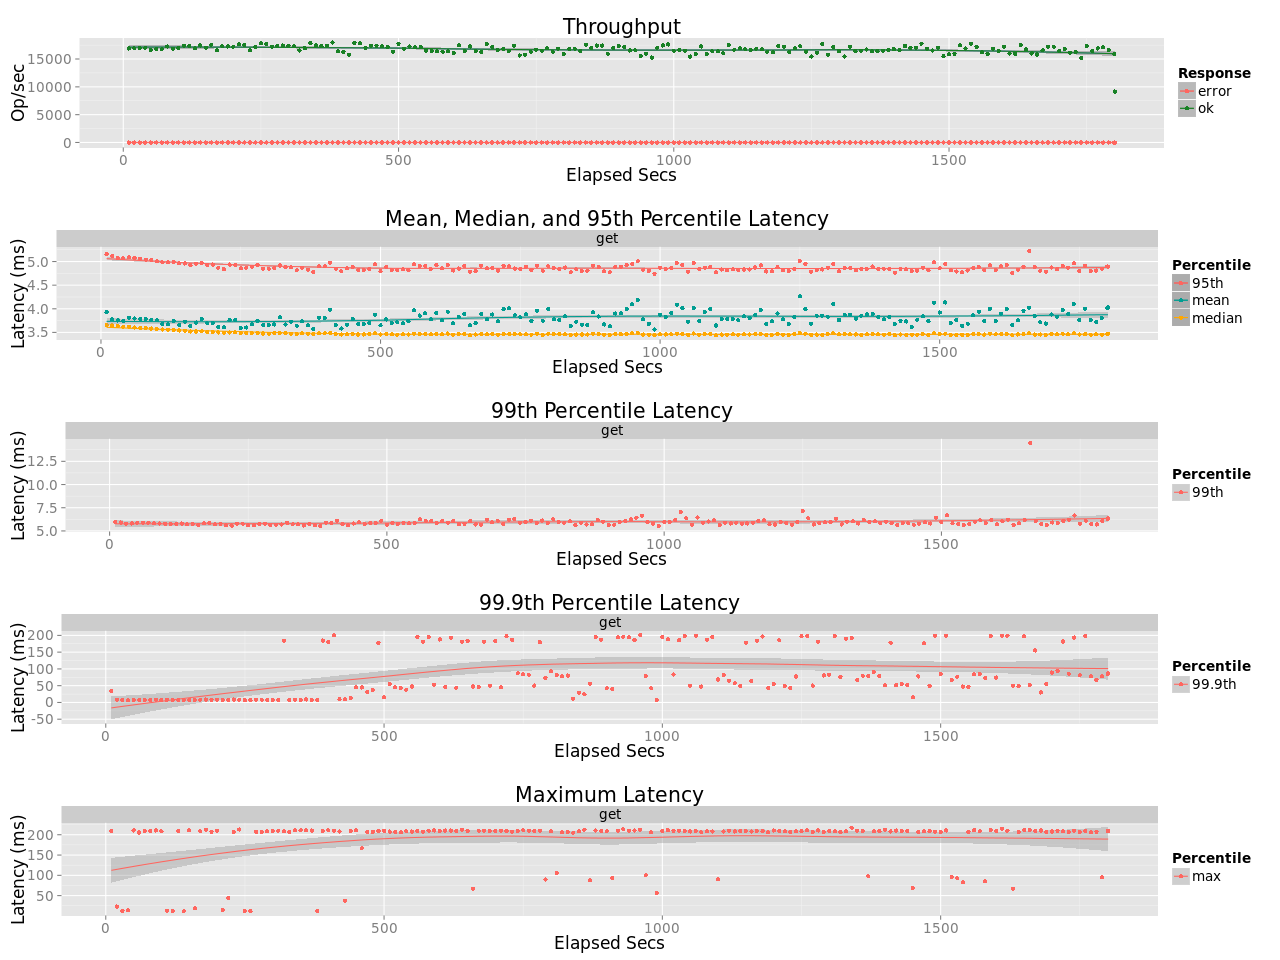 Throughput
Op/sec
15000
10000
5000
0
0 500 1000 1500
Elapsed Secs
Response
error
ok
Mean, Median, and 95th Percentile Latency
get
Latency (ms)
5.0
4.5
4.0
3.5
0 500 1000 1500
Elapsed Secs
Percentile
95th
mean
median
99th Percentile Latency
get
Latency (ms)
12.5
10.0
7.5
5.0
0 500 1000 1500
Elapsed Secs
Percentile
99th
99.9th Percentile Latency
get
Latency (ms)
200
150
100
50
0
-50
0 500 1000 1500
Elapsed Secs
Percentile
99.9th
Maximum Latency
get
Latency (ms)
200
150
100
50
0 500 1000 1500
Elapsed Secs
Percentile
max